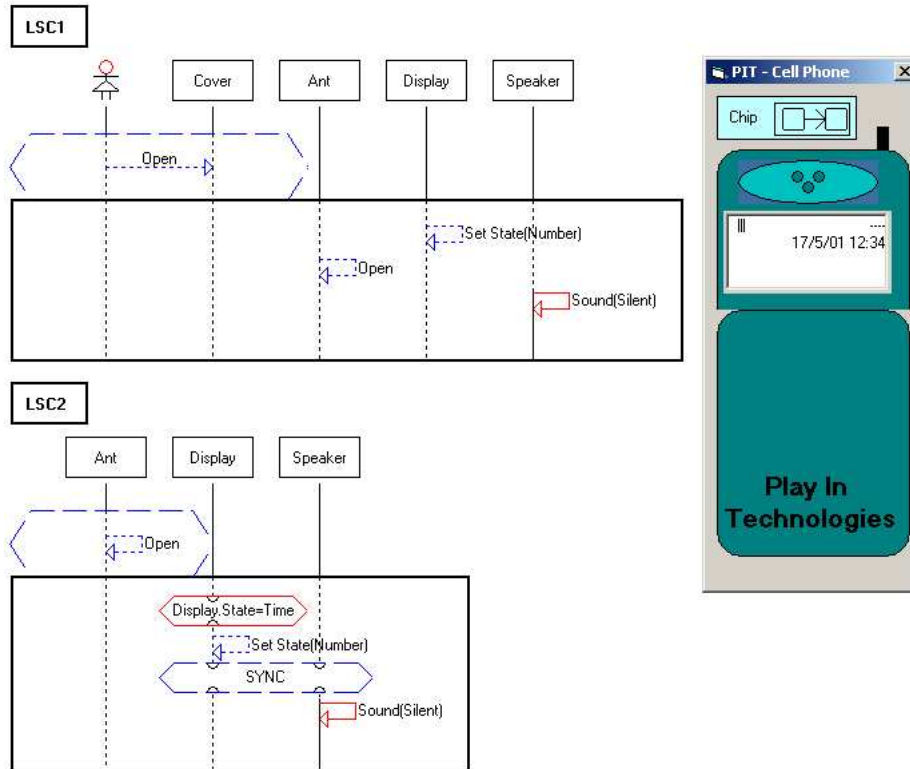 LSC1
Cover
Ant
Display
Speaker
Open
Set State(Number)
Open
Sound(Silent)
LSC2
Ant
Display
Speaker
Open
Display.State=Time
Set State(Number)
SYNC
Sound(Silent)
PIT - Cell Phone
Chip
17/5/01 12:34
Play In
Technologies